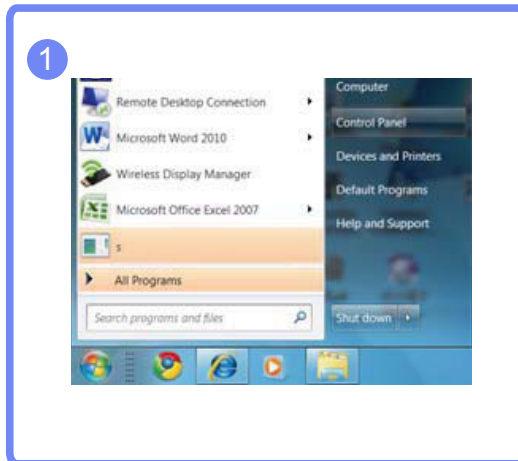 1
Remote Desktop Connection
Microsoft Word 2010
Wireless Display Manager
Microsoft Office Excel 2007
s
All Programs
Search programs and files
Computer
Control Panel
Devices and Printers
Default Programs
Help and Support
Shut down